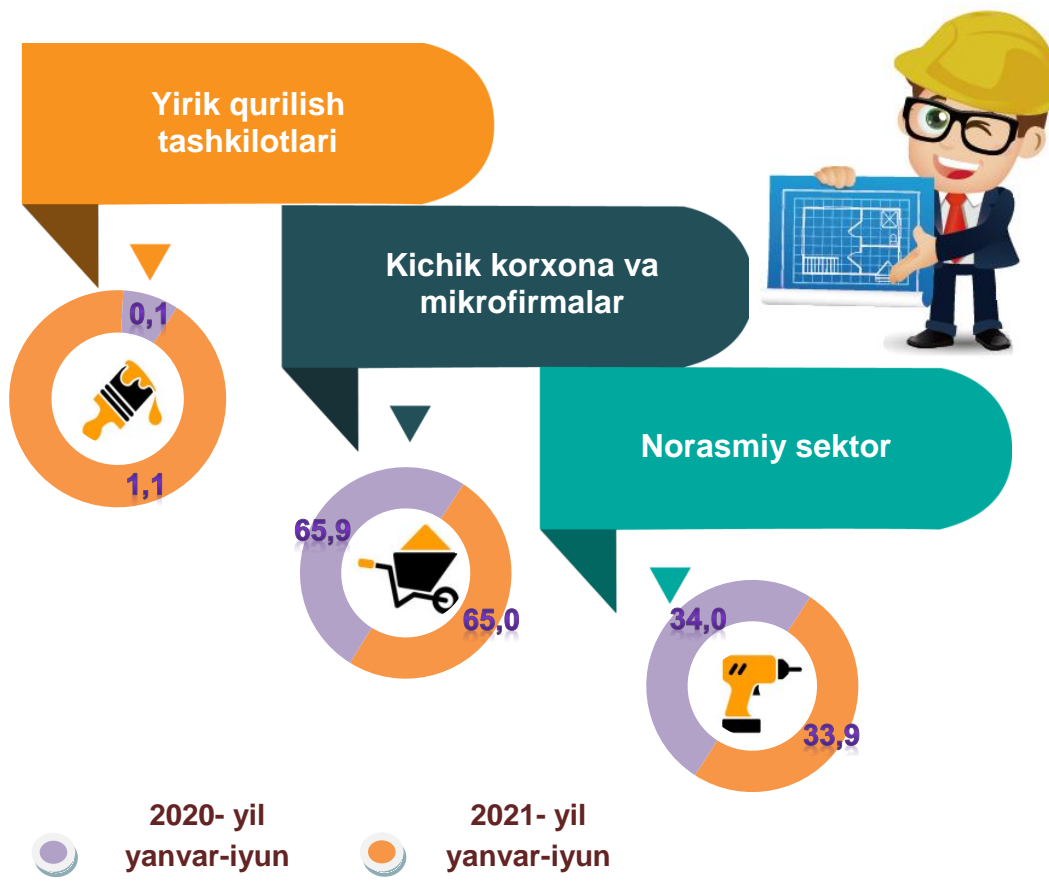 Yirik qurilish
tashkilotlari
Kichik korxona va
mikrofirmalar
Norasmiy sektor
0,1
1,1
65,9
65,0
34,0
33,9
2020- yil
yanvar-iyun
2021- yil
yanvar-iyun